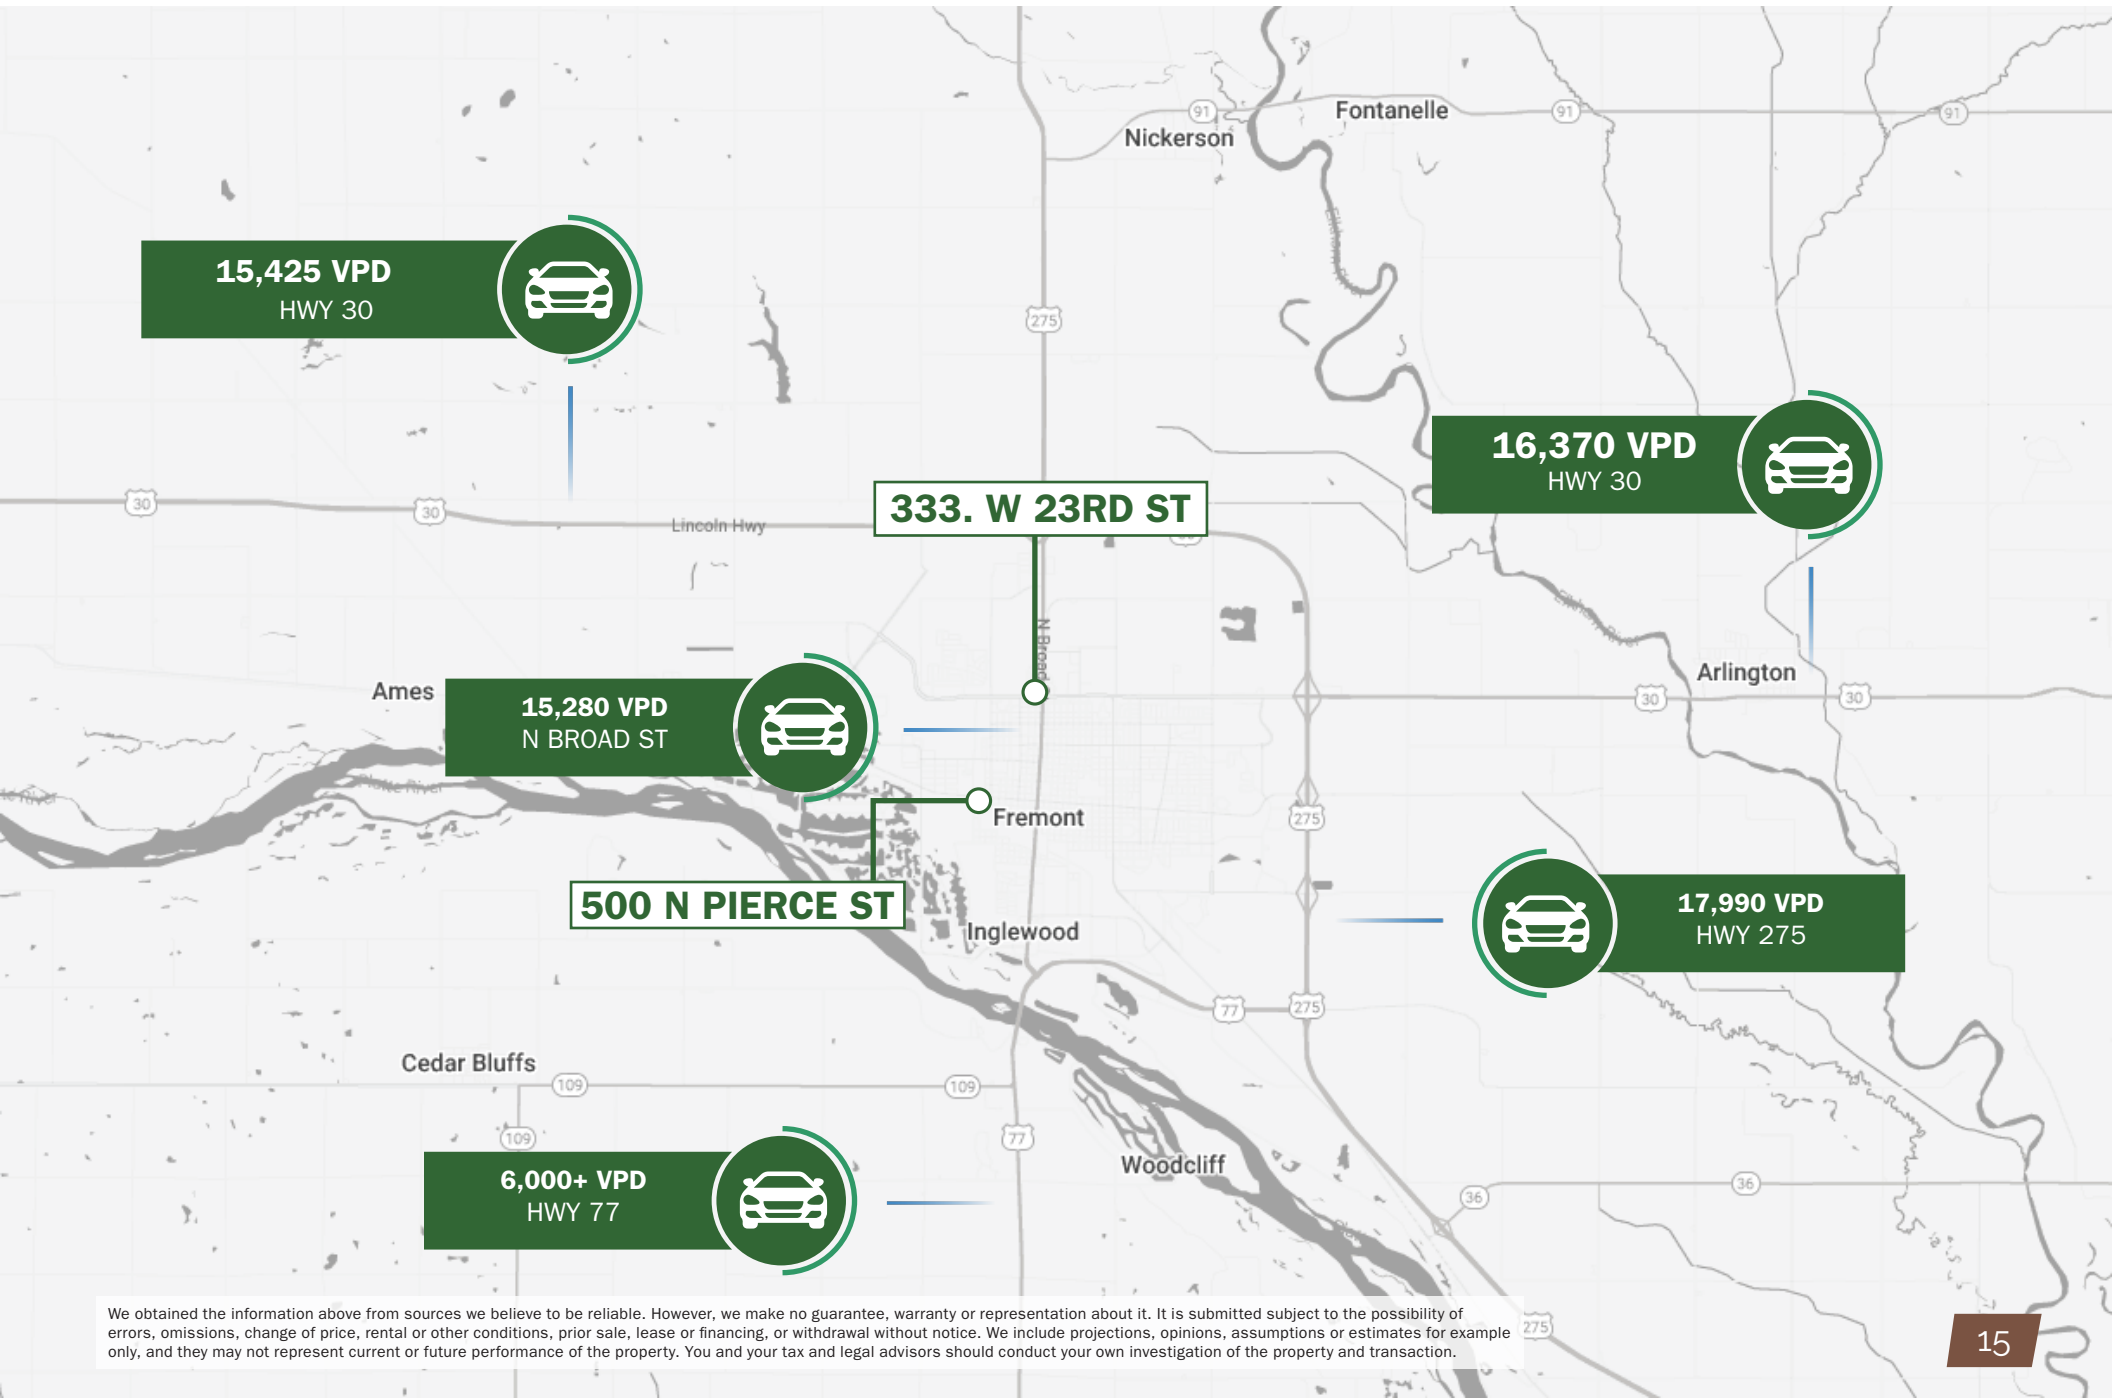 91
Fontanelle
91
91
Nickerson
Elkhorn River
15,425 VPD
HWY 30
275
16,370 VPD
HWY 30
30
30
Lincoln Hwy
333. W 23RD ST
Elkhorn River
N Broad
Arlington
Ames
15,280 VPD
N BROAD ST
30
30
Platte River
River
Fremont
275
500 N PIERCE ST
17,990 VPD
HWY 275
Inglewood
77
275
Cedar Bluffs
109
109
109
77
Woodcliff
6,000+ VPD
HWY 77
36
36
275
We obtained the information above from sources we believe to be reliable. However, we make no guarantee, warranty or representation about it. It is submitted subject to the possibility of
errors, omissions, change of price, rental or other conditions, prior sale, lease or financing, or withdrawal without notice. We include projections, opinions, assumptions or estimates for example
only, and they may not represent current or future performance of the property. You and your tax and legal advisors should conduct your own investigation of the property and transaction.
15